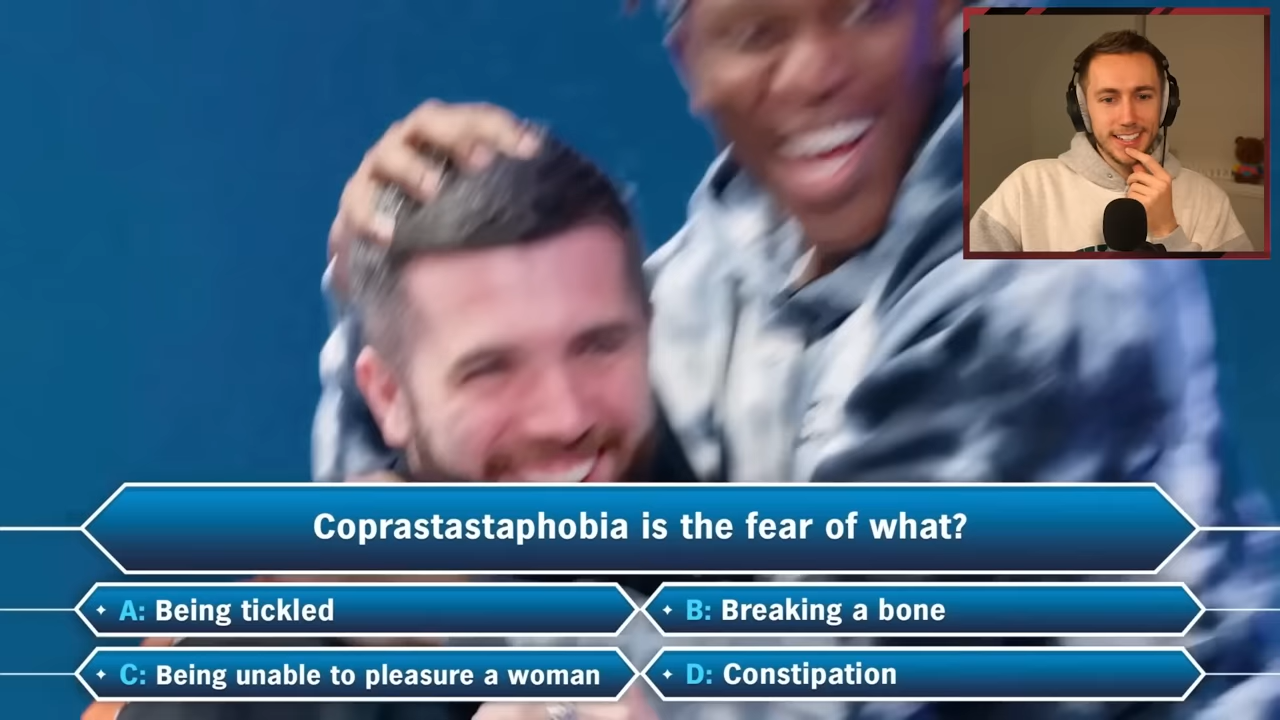 Coprastastaphobia is the fear of what?
A: Being tickled
B: Breaking a bone
C: Being unable to pleasure a woman
D: Constipation